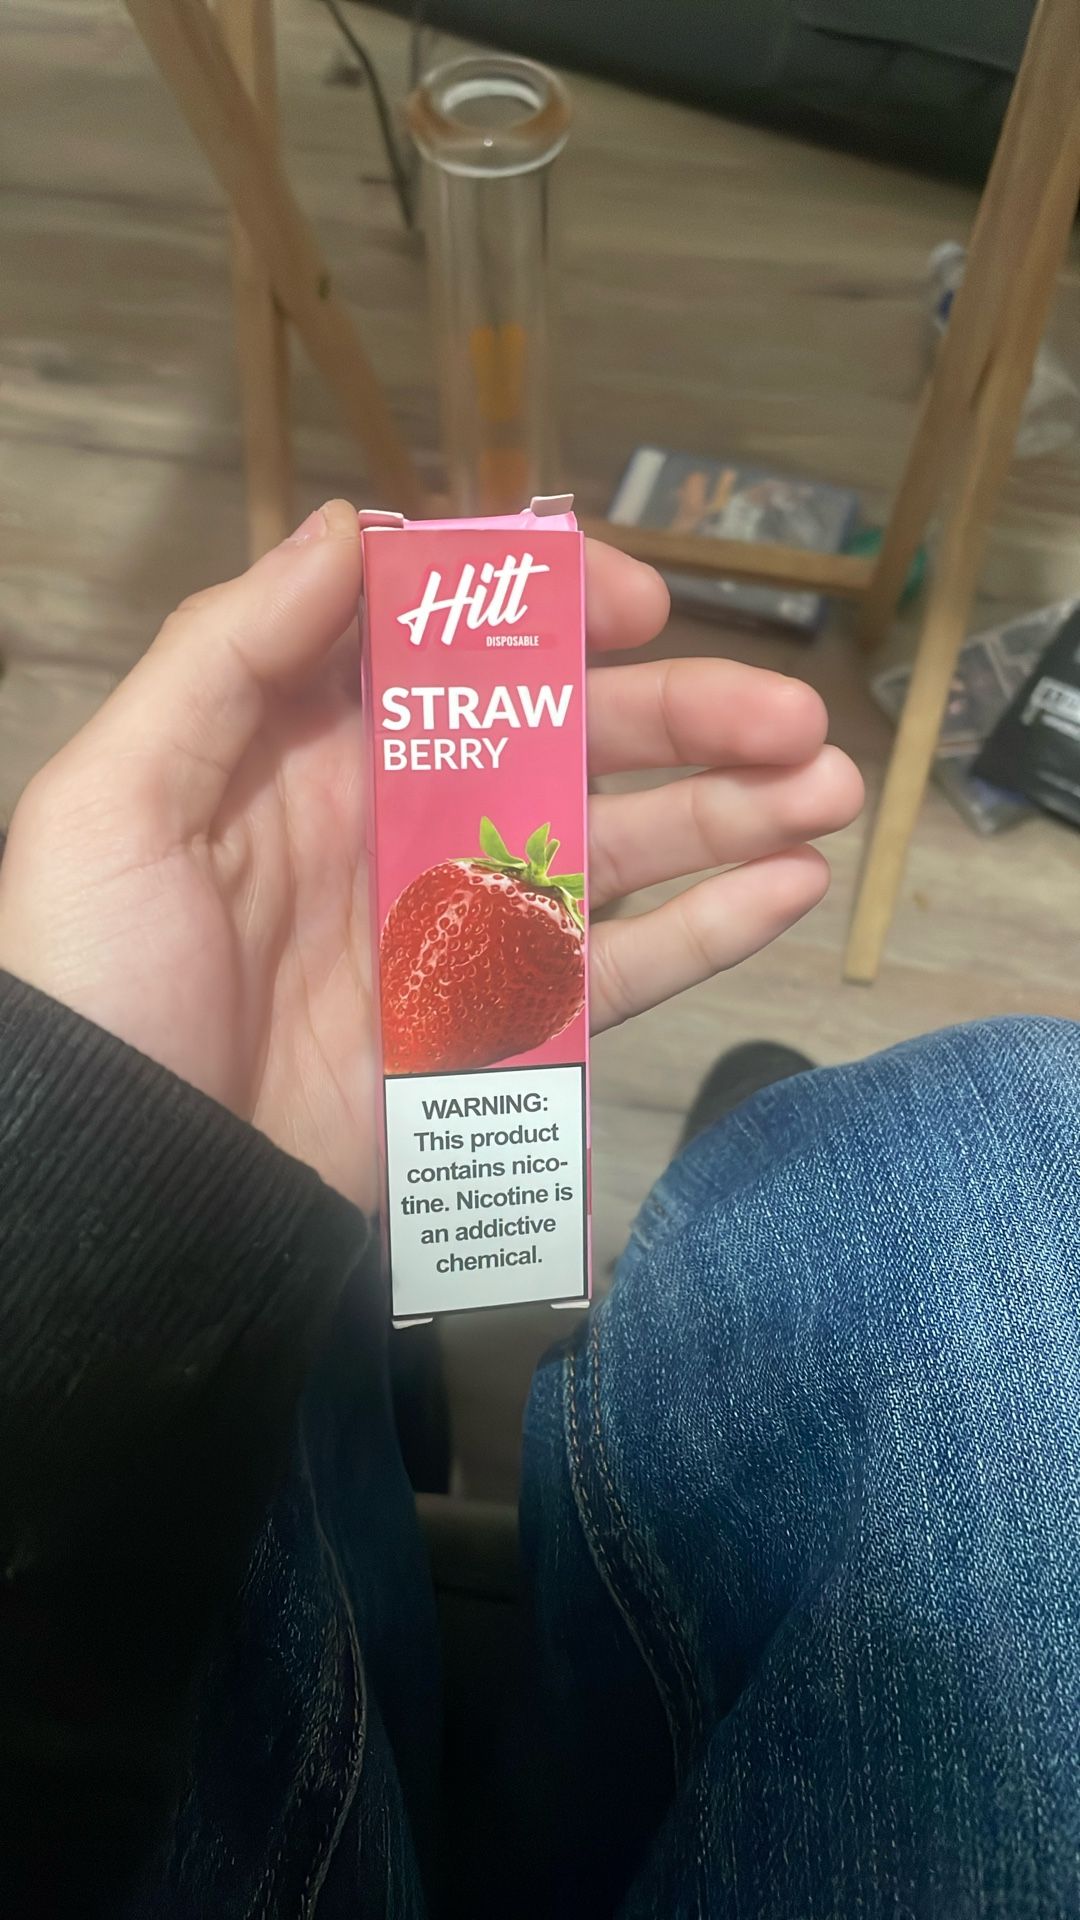 Hitt
DISPOSABLE
STRAW
BERRY
WARNING:
This product
contains nico-
tine. Nicotine is
an addictive
chemical.